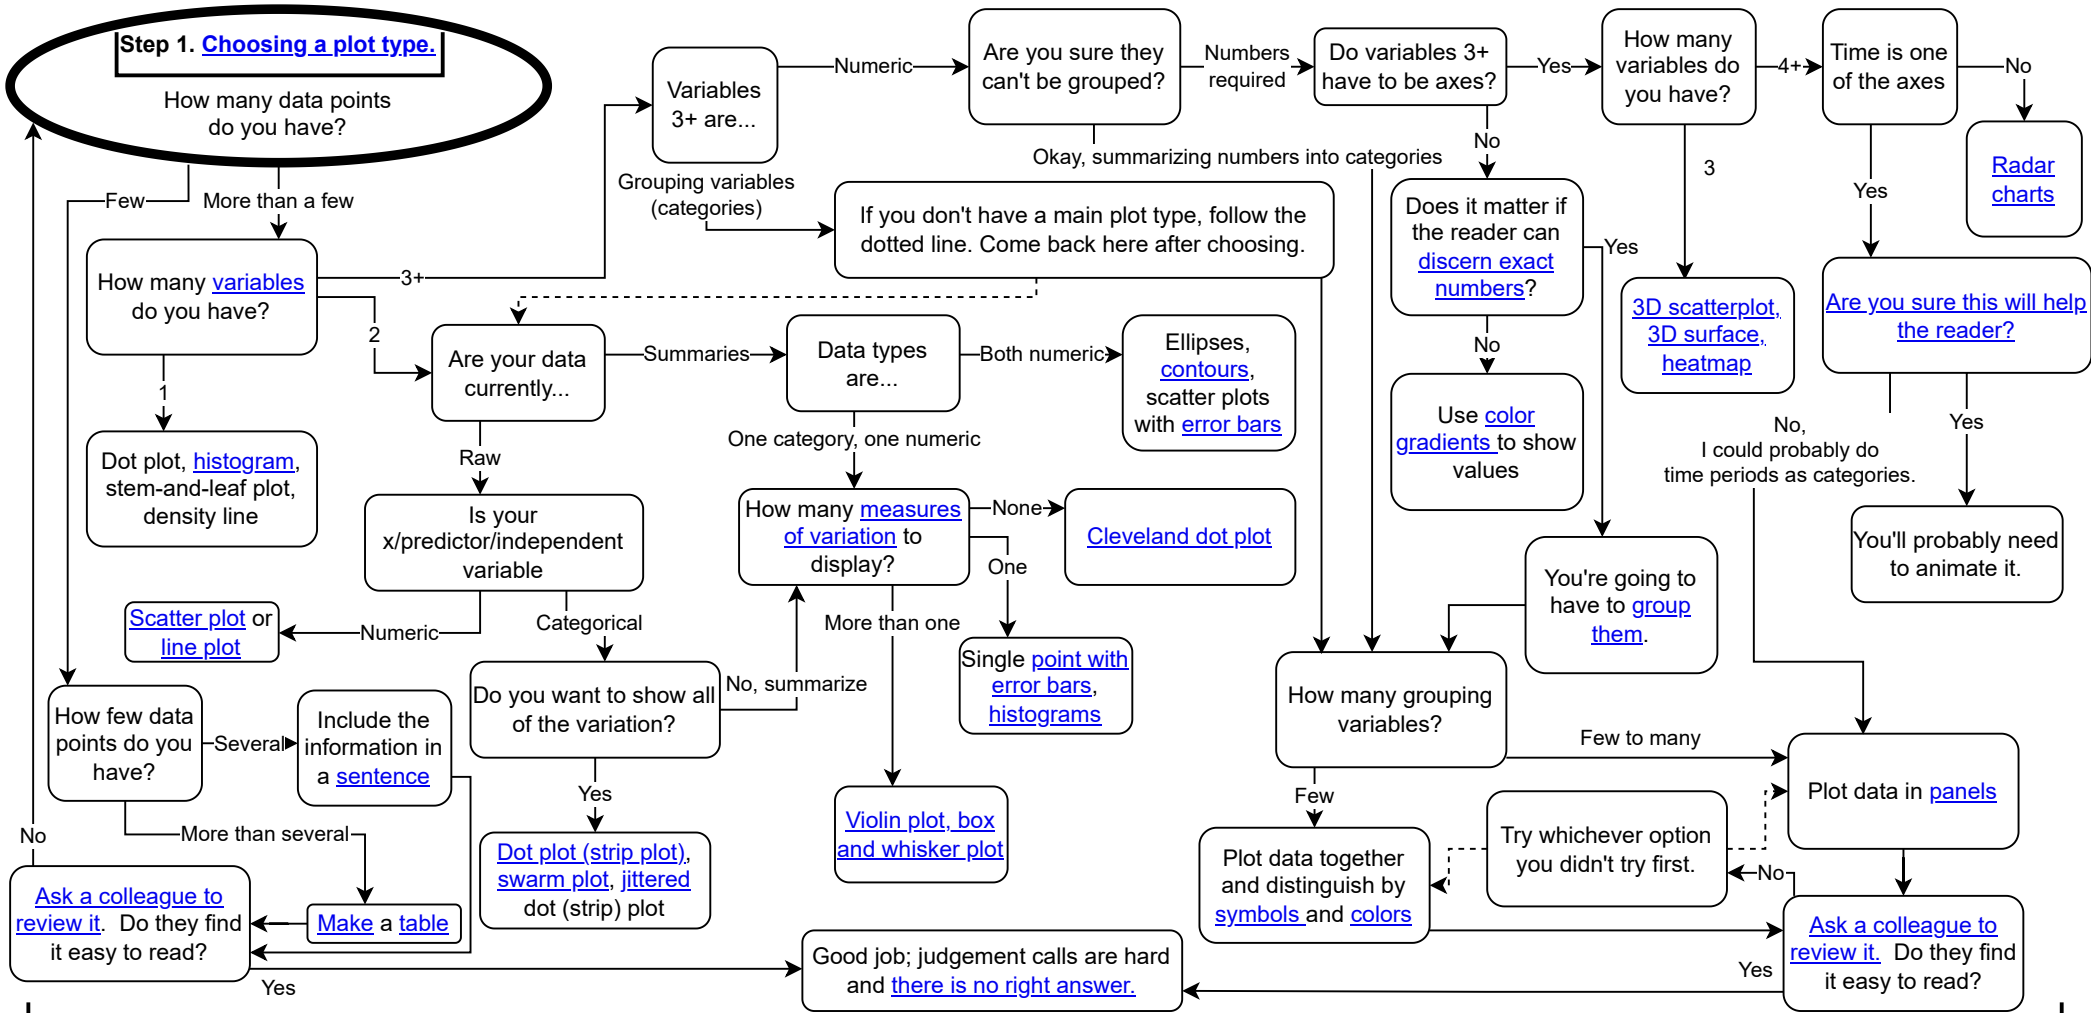 Step 1. Choosing a plot type.
How many data points
do you have?
Few
More than a few
How many variables
do you have?
3+
2
1
Dot plot, histogram,
stem-and-leaf plot,
density line
Variables
3+ are...
Numeric
Grouping variables
(categories)
Are you sure they
can't be grouped?
Numbers
required
Okay, summarizing numbers into categories
If you don't have a main plot type, follow the
dotted line. Come back here after choosing.
Do variables 3+
have to be axes?
Yes
No
How many
variables do
you have?
4+
3
Time is one
of the axes
No
Yes
Radar
charts
Does it matter if
the reader can
discern exact
numbers?
Yes
No
3D scatterplot,
3D surface,
heatmap
Are you sure this will help
the reader?
No,
I could probably do
time periods as categories.
Yes
You'll probably need
to animate it.
Use color
gradients to show
values
You're going to
have to group
them.
Are your data
currently...
Summaries
Raw
Data types
are...
Both numeric
One category, one numeric
Ellipses,
contours,
scatter plots
with error bars
Is your
x/predictor/independent
variable
Numeric
Categorical
Scatter plot or
line plot
How many measures
of variation to
display?
None
One
More than one
Cleveland dot plot
Single point with
error bars,
histograms
Violin plot, box
and whisker plot
Do you want to show all
of the variation?
No, summarize
Yes
Dot plot (strip plot),
swarm plot, jittered
dot (strip) plot
How few data
points do you
have?
Several
More than several
Include the
information in
a sentence
Make a table
Ask a colleague to
review it. Do they find
it easy to read?
No
Yes
How many grouping
variables?
Few to many
Few
Plot data in panels
Try whichever option
you didn't try first.
Plot data together
and distinguish by
symbols and colors
No
Ask a colleague to
review it. Do they find
it easy to read?
Yes
Good job; judgement calls are hard
and there is no right answer.